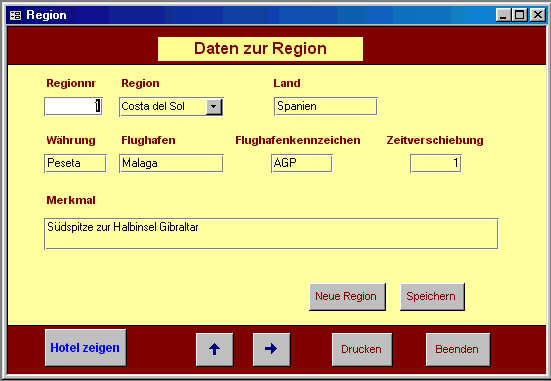 Region
Daten zur Region
Regionnr Region Land
1 Costa del Sol Spanien
Währung Flughafen Flughafenkennzeichen Zeitverschiebung
Peseta Malaga AGP 1
Merkmal
Südspitze zur Halbinsel Gibraltar
Neue Region Speichern
Hotel zeigen Drucken Beenden